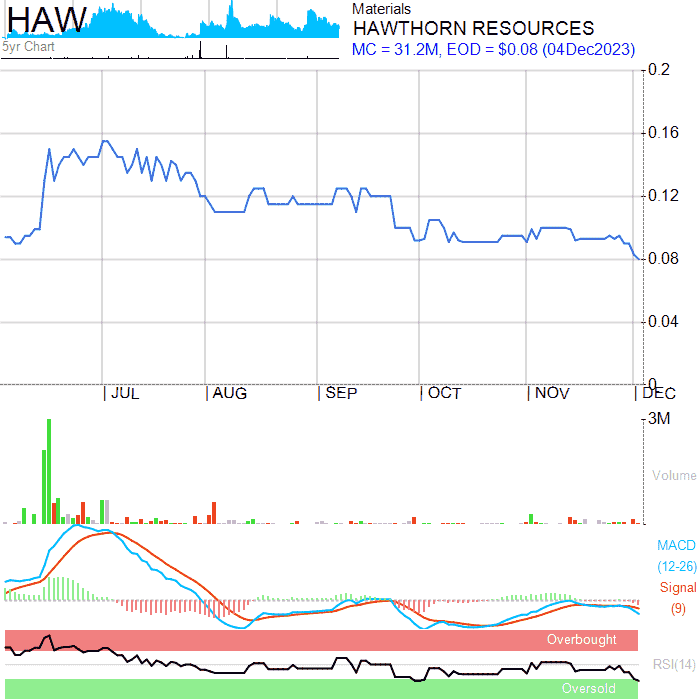 HAW
5yr Chart
Materials
HAWTHORN RESOURCES
MC = 31.2M, EOD = $0.08 (04Dec2023)
0.2
0.16
0.12
0.08
0.04
0
JUL AUG SEP OCT NOV DEC
3M
Volume
MACD
(12-26)
Signal
(9)
Overbought
RSI(14)
Oversold